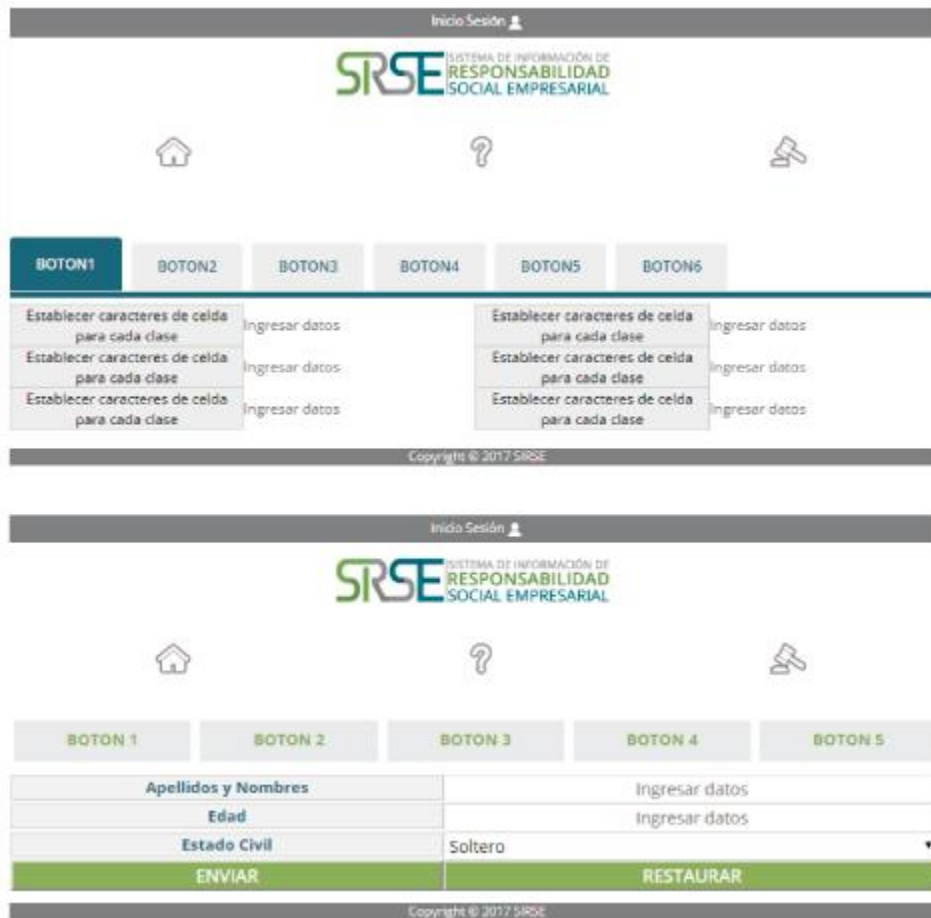 Inicio Sesión
SRSE SISTEMA DE INFORMACIÓN DE
RESPONSABILIDAD
SOCIAL EMPRESARIAL
BOTON1 BOTON2 BOTON3 BOTON4 BOTON5 BOTON6
Establecer caracteres de celda
para cada clase
Ingresar datos
Establecer caracteres de celda
para cada clase
Ingresar datos
Establecer caracteres de celda
para cada clase
Ingresar datos
Establecer caracteres de celda
para cada clase
Ingresar datos
Establecer caracteres de celda
para cada clase
Ingresar datos
Establecer caracteres de celda
para cada clase
Ingresar datos
Copyright © 2017 SIRSE
Inicio Sesión
SRSE SISTEMA DE INFORMACIÓN DE
RESPONSABILIDAD
SOCIAL EMPRESARIAL
BOTON 1 BOTON 2 BOTON 3 BOTON 4 BOTON 5
Apellidos y Nombres Ingresar datos
Edad Ingresar datos
Estado Civil Soltero
ENVIAR RESTAURAR
Copyright © 2017 SIRSE